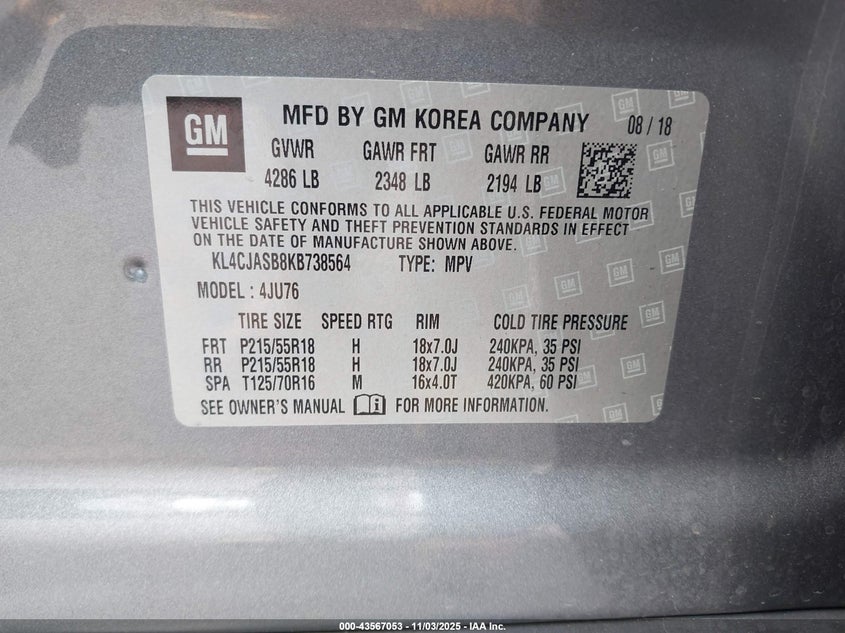 GM
MFD BY GM KOREA COMPANY 08 / 18
GVWR GAWR FRT GAWR RR
4286 LB 2348 LB 2194 LB
THIS VEHICLE CONFORMS TO ALL APPLICABLE U.S. FEDERAL MOTOR
VEHICLE SAFETY AND THEFT PREVENTION STANDARDS IN EFFECT
ON THE DATE OF MANUFACTURE SHOWN ABOVE.
KL4CJASB8KB738564 TYPE: MPV
MODEL : 4JU76
TIRE SIZE SPEED RTG RIM COLD TIRE PRESSURE
FRT P215/55R18 H 18x7.0J 240KPA, 35 PSI
RR P215/55R18 H 18x7.0J 240KPA, 35 PSI
SPA T125/70R16 M 16x4.0T 420KPA, 60 PSI
SEE OWNER'S MANUAL FOR MORE INFORMATION.
000-43567053 - 11/03/2025 - IAA Inc.